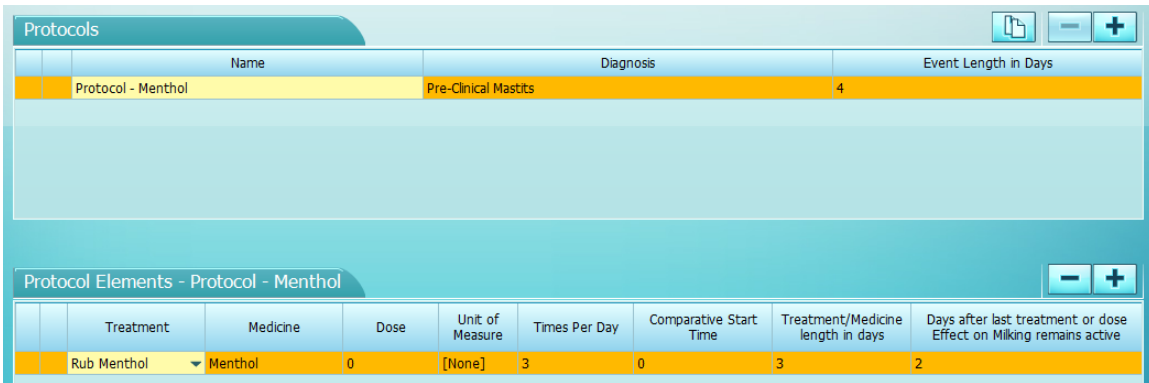 Protocols
Name Diagnosis Event Length in Days
Protocol - Menthol Pre-Clinical Mastits 4
Protocol Elements - Protocol - Menthol
Treatment Medicine Dose Unit of Measure Times Per Day Comparative Start Time Treatment/Medicine length in days Days after last treatment or dose Effect on Milking remains active
Rub Menthol Menthol 0 [None] 3 0 3 2